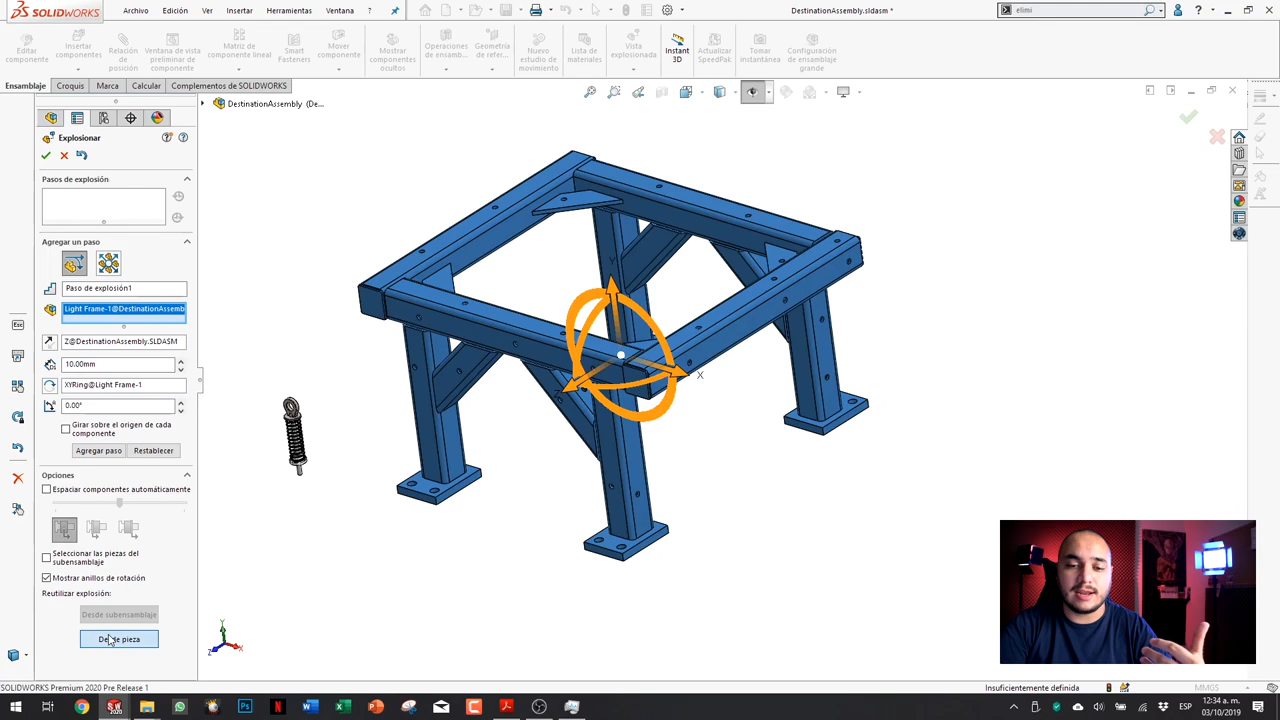 SOLIDWORKS
Archivo Edición Ver Insertar Herramientas Ventana ?
DestinationAssembly.sldasm *
elimi
Editar componente
Insertar componentes
Relación de posición
Ventana de vista preliminar de componente
Matriz de componente lineal
Smart Fasteners
Mover componente
Mostrar componentes ocultos
Operaciones de ensamb...
Geometría de refer...
Nuevo estudio de movimiento
Lista de materiales
Vista explosionada
Instant 3D
Actualizar SpeedPak
Tomar instantánea
Configuración de ensamblaje grande
Ensamblaje Croquis Marca Calcular Complementos de SOLIDWORKS
DestinationAssembly (De...
Explosionar
Pasos de explosión
Agregar un paso
Paso de explosión1
Light Frame-1@DestinationAssemb
Z@DestinationAssembly.SLDASM
10.00mm
XYRing@Light Frame-1
0.00°
Girar sobre el origen de cada
componente
Agregar paso Restablecer
Opciones
Espaciar componentes automáticamente
Seleccionar las piezas del
subensamblaje
Mostrar anillos de rotación
Reutilizar explosión:
Desde subensamblaje
Desde pieza
Esc
Y
X
Y
X
Z
SOLIDWORKS Premium 2020 Pre Release 1
Insuficientemente definida
MMGS
ESP
12:34 a. m.
03/10/2019